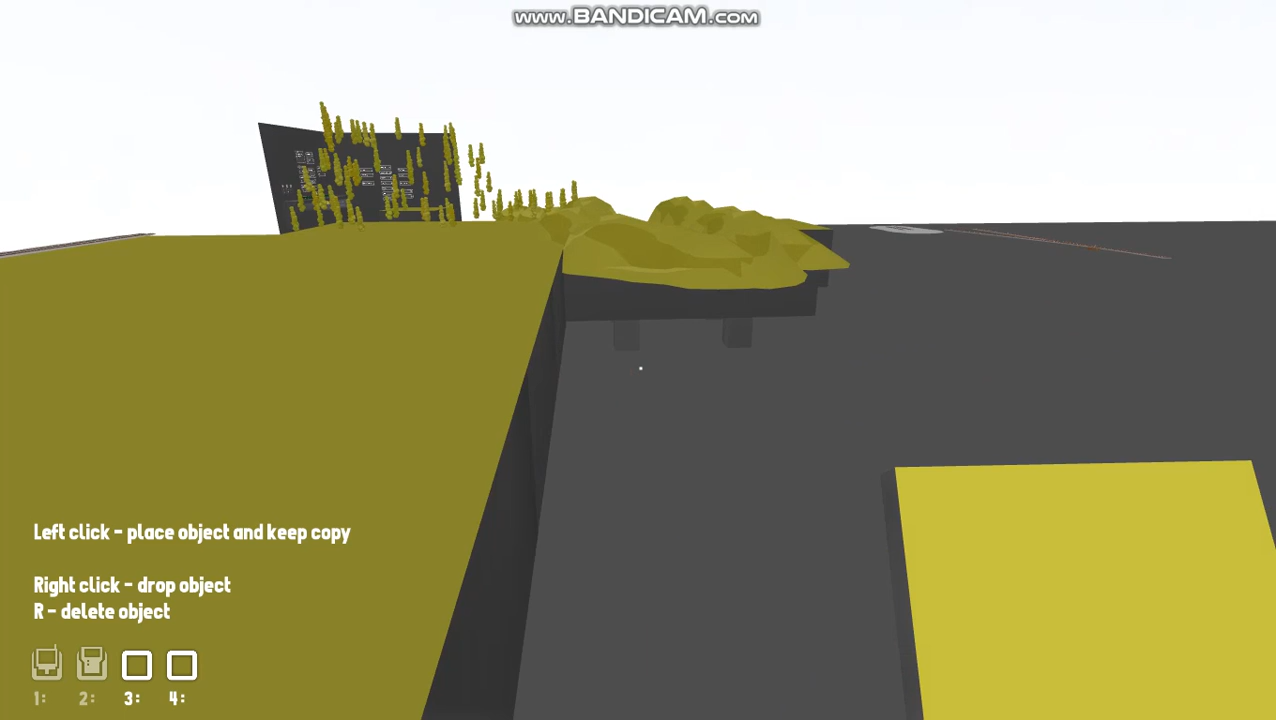 www.BANDICAM.com
Left click - place object and keep copy
Right click - drop object
R - delete object
1: 2: 3: 4: